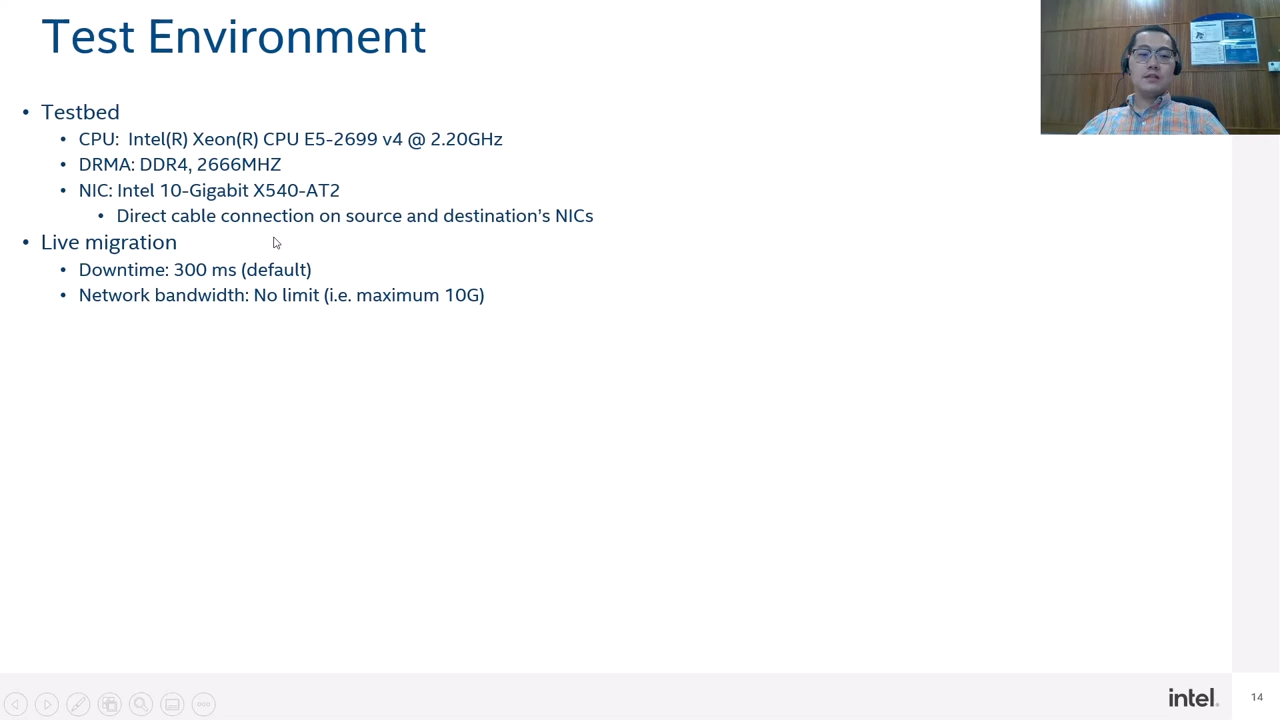 Test Environment
• Testbed
• CPU:  Intel(R) Xeon(R) CPU E5-2699 v4 @ 2.20GHz
• DRMA: DDR4, 2666MHZ
• NIC: Intel 10-Gigabit X540-AT2
• Direct cable connection on source and destination's NICs
• Live migration
• Downtime: 300 ms (default)
• Network bandwidth: No limit (i.e. maximum 10G)
intel.
14